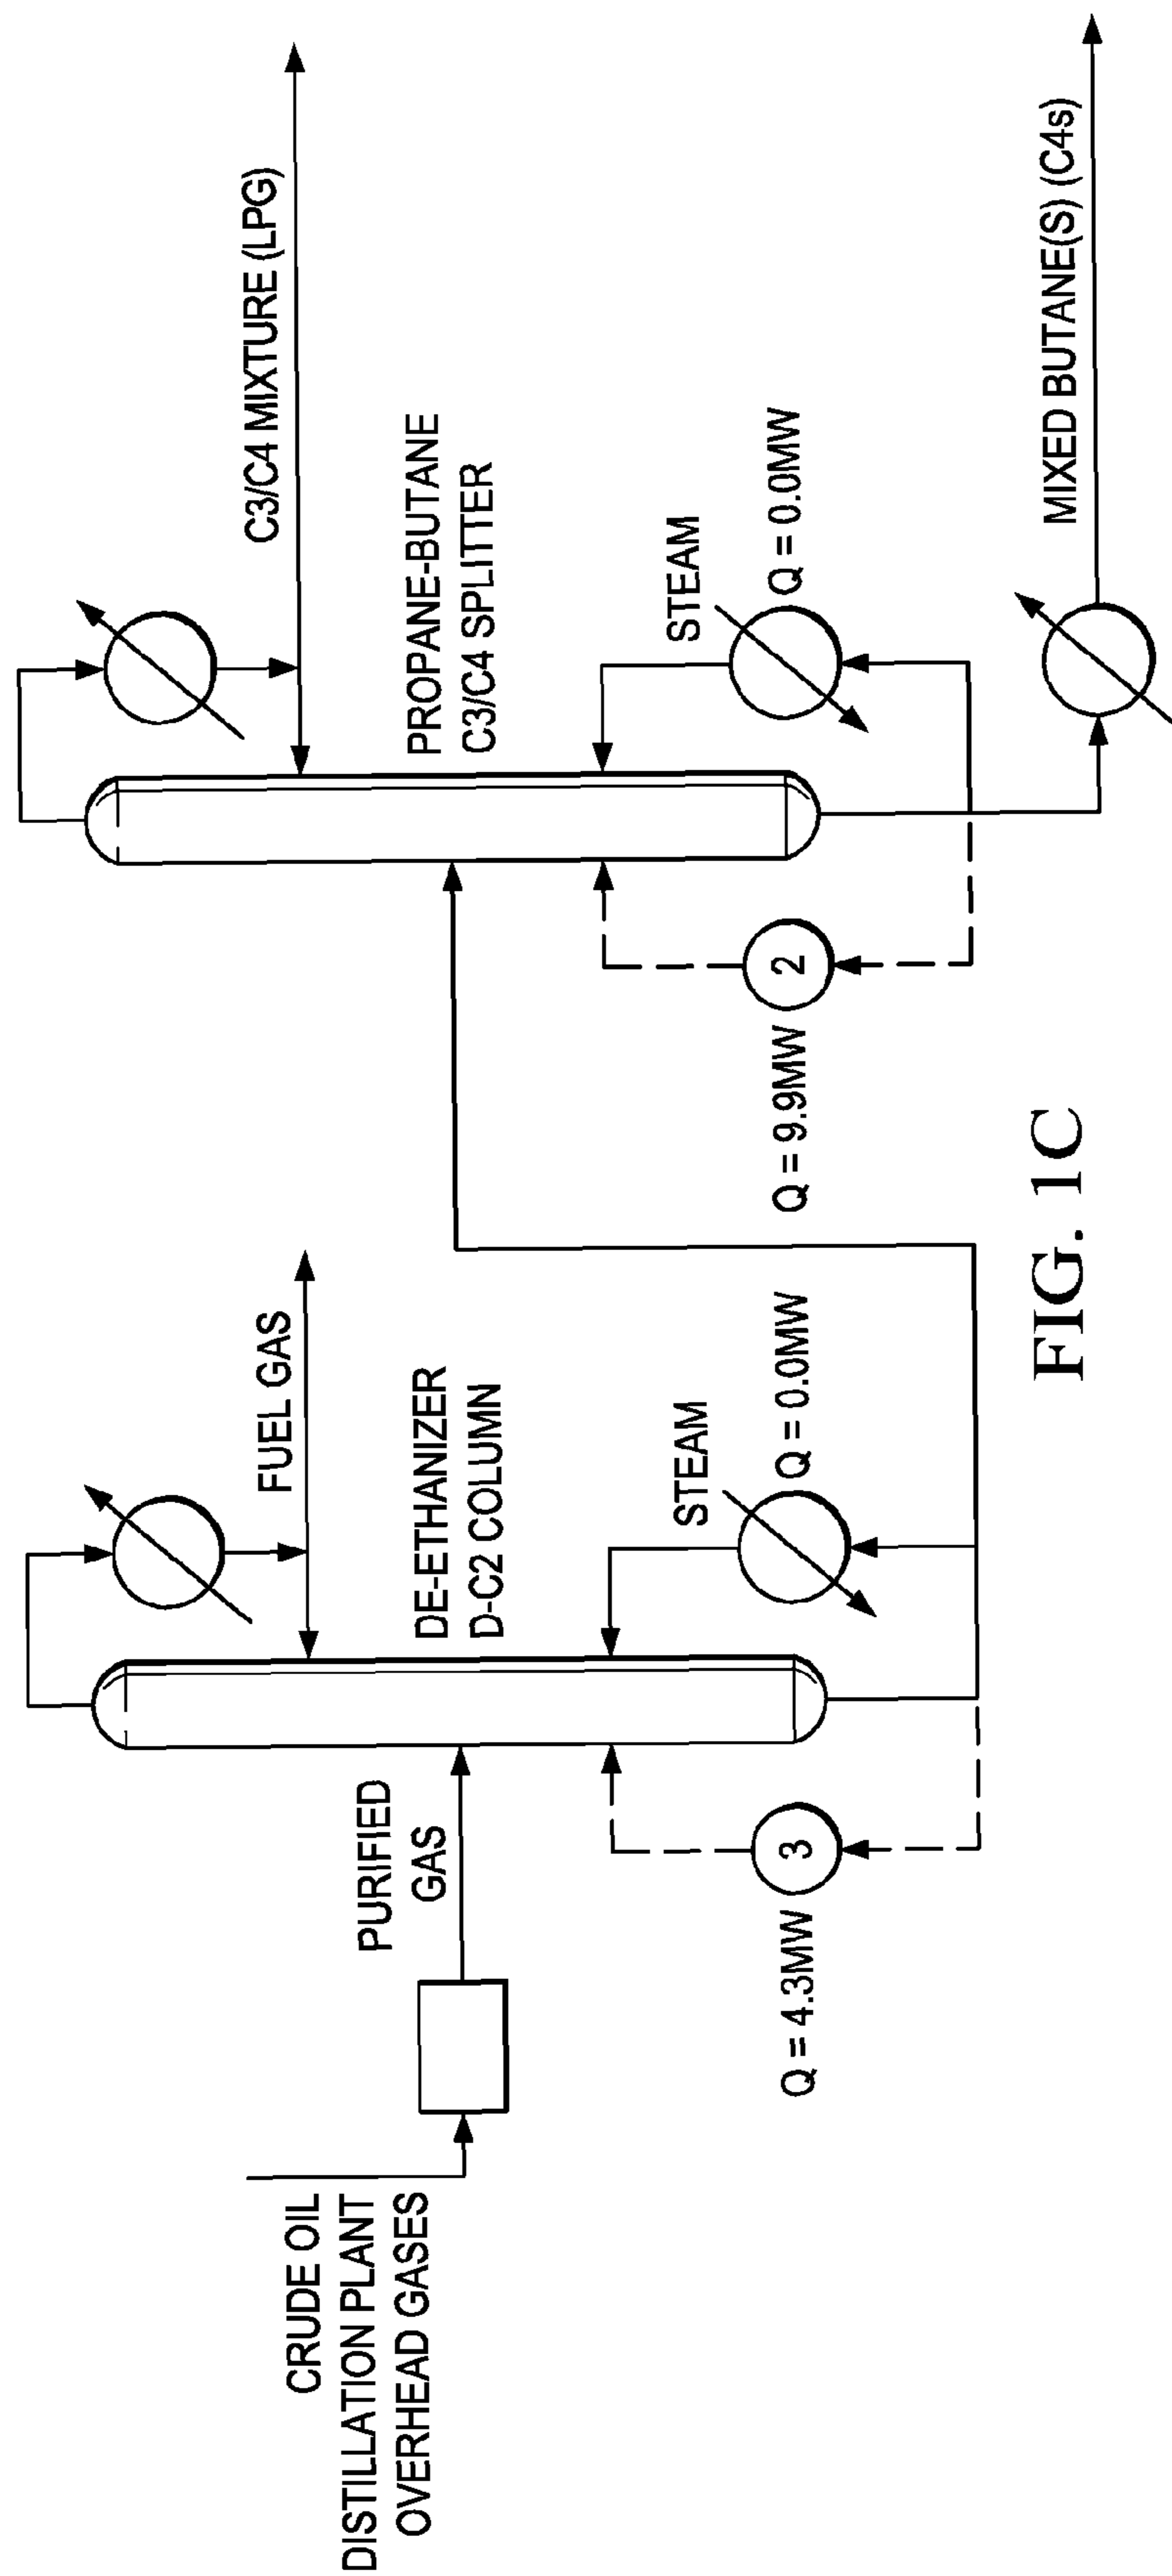 CRUDE OIL
DISTILLATION PLANT
OVERHEAD GASES
PURIFIED
GAS
FUEL GAS
DE-ETHANIZER
D-C2 COLUMN
STEAM
Q = 0.0MW
3
Q = 4.3MW
C3/C4 MIXTURE (LPG)
PROPANE-BUTANE
C3/C4 SPLITTER
STEAM
Q = 0.0MW
2
Q = 9.9MW
MIXED BUTANE(S) (C4s)
FIG. 1C